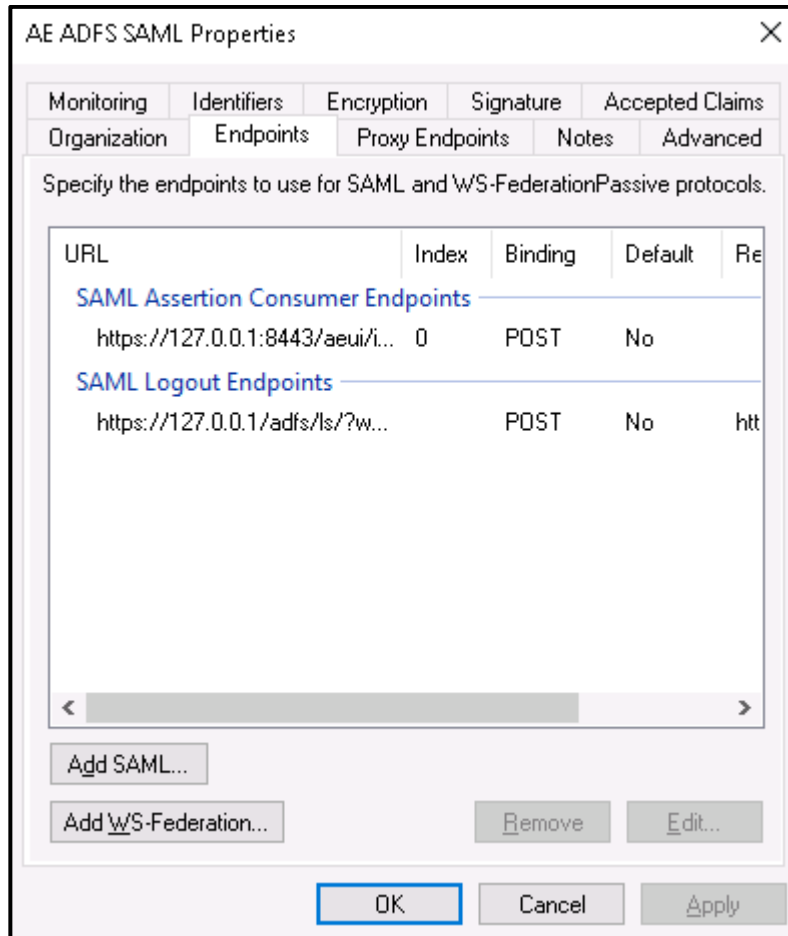 AE ADFS SAML Properties
Monitoring Identifiers Encryption Signature Accepted Claims
Organization Endpoints Proxy Endpoints Notes Advanced
Specify the endpoints to use for SAML and WS-FederationPassive protocols.
URL Index Binding Default Re
SAML Assertion Consumer Endpoints
https://127.0.0.1:8443/aeui/i... 0 POST No
SAML Logout Endpoints
https://127.0.0.1/adfs/ls/?w... POST No htt
Add SAML...
Add WS-Federation... Remove Edit...
OK Cancel Apply